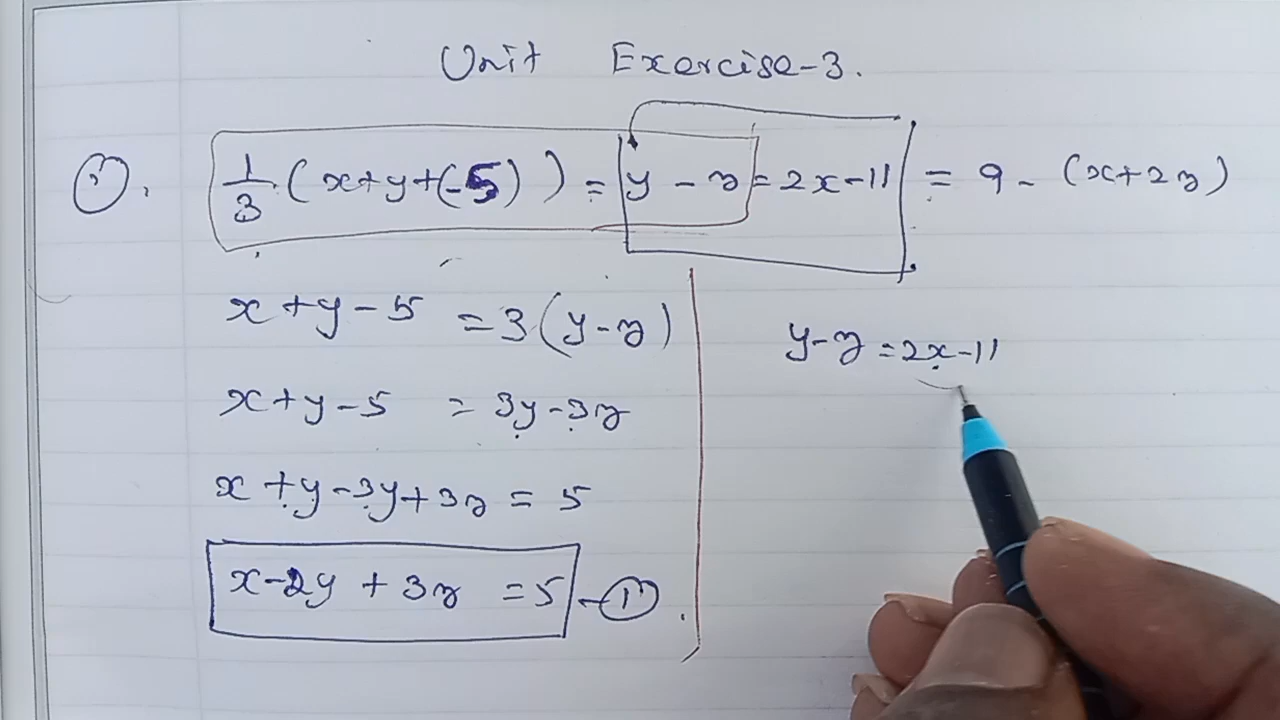 Unit Exercise-3.
1. 1/3 (x+y+(-5)) = y - z = 2x-11 = 9 - (x+2z)
x+y-5 = 3(y-z)
x+y-5 = 3y-3z
x+y-3y+3z = 5
x-2y+3z = 5 -(1).
y-z = 2x-11